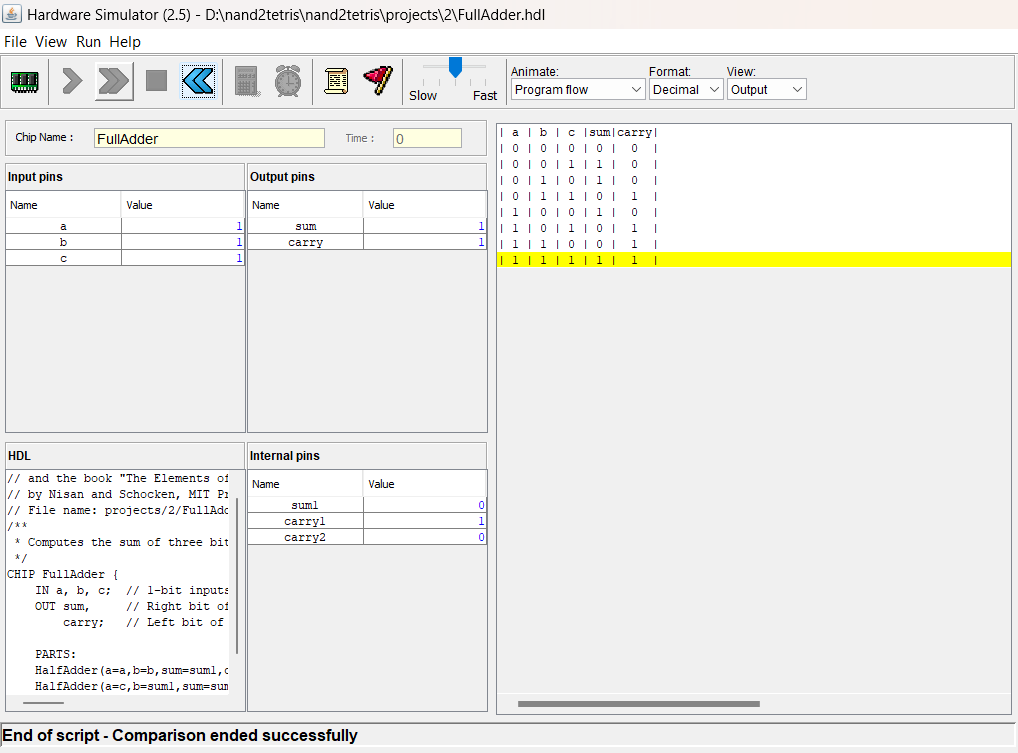 Hardware Simulator (2.5) - D:\nand2tetris\nand2tetris\projects\2\FullAdder.hdl
File View Run Help
Slow Fast
Animate: Format: View:
Program flow Decimal Output
Chip Name : FullAdder Time : 0
Input pins
Name Value
a 1
b 1
c 1
Output pins
Name Value
sum 1
carry 1
HDL
// and the book "The Elements of
// by Nisan and Schocken, MIT Pr
// File name: projects/2/FullAdd
/**
* Computes the sum of three bit
*/
CHIP FullAdder {
IN a, b, c; // 1-bit inputs
OUT sum, // Right bit of
carry; // Left bit of
PARTS:
HalfAdder(a=a,b=b,sum=sum1,c
HalfAdder(a=c,b=sum1,sum=sum
Internal pins
Name Value
sum1 0
carry1 1
carry2 0
| a | b | c |sum|carry|
| 0 | 0 | 0 | 0 | 0 |
| 0 | 0 | 1 | 1 | 0 |
| 0 | 1 | 0 | 1 | 0 |
| 0 | 1 | 1 | 0 | 1 |
| 1 | 0 | 0 | 1 | 0 |
| 1 | 0 | 1 | 0 | 1 |
| 1 | 1 | 0 | 0 | 1 |
| 1 | 1 | 1 | 1 | 1 |
End of script - Comparison ended successfully